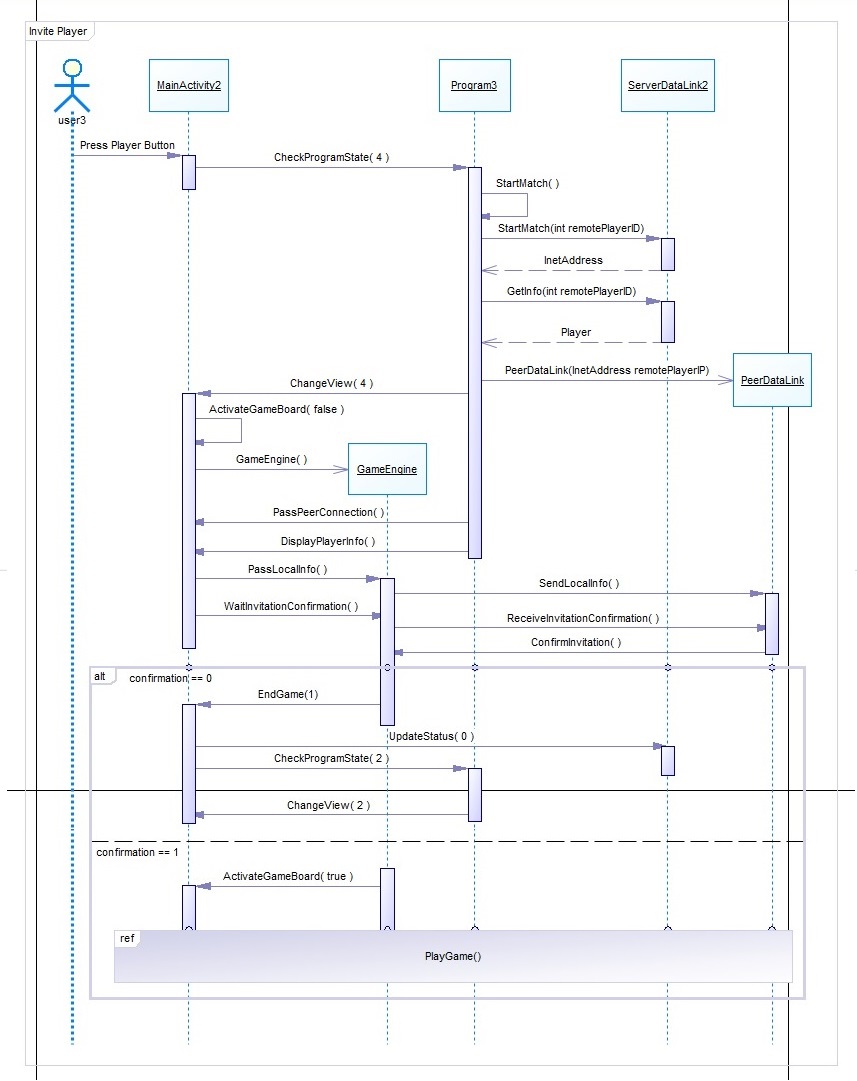 Invite Player
MainActivity2
Program3
ServerDataLink2
user3
Press Player Button
CheckProgramState( 4 )
StartMatch( )
StartMatch(int remotePlayerID)
InetAddress
GetInfo(int remotePlayerID)
Player
PeerDataLink(InetAddress remotePlayerIP)
PeerDataLink
ChangeView( 4 )
ActivateGameBoard( false )
GameEngine( )
GameEngine
PassPeerConnection( )
DisplayPlayerInfo( )
PassLocalInfo( )
SendLocalInfo( )
WaitInvitationConfirmation( )
ReceiveInvitationConfirmation( )
ConfirmInvitation( )
alt
confirmation == 0
EndGame(1)
UpdateStatus( 0 )
CheckProgramState( 2 )
ChangeView( 2 )
confirmation == 1
ActivateGameBoard( true )
ref
PlayGame()